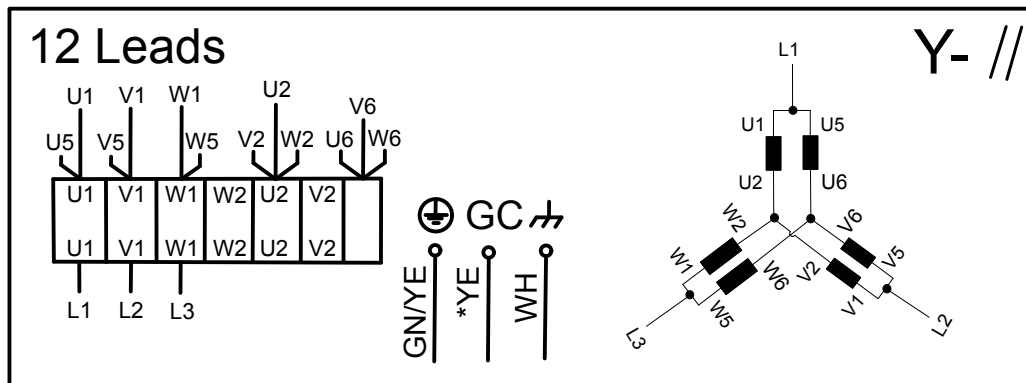 12 Leads
Y- //
U1 V1 W1 U2 V6
U5 V5 W5 V2 W2 U6 W6
U1 V1 W1 W2 U2 V2
U1 V1 W1 W2 U2 V2
L1 L2 L3
GC
GN/YE
*YE
WH
L1
U1 U5
U2 U6
W2 V6
W1 W6 V2 V5
W5 V1
L3 L2